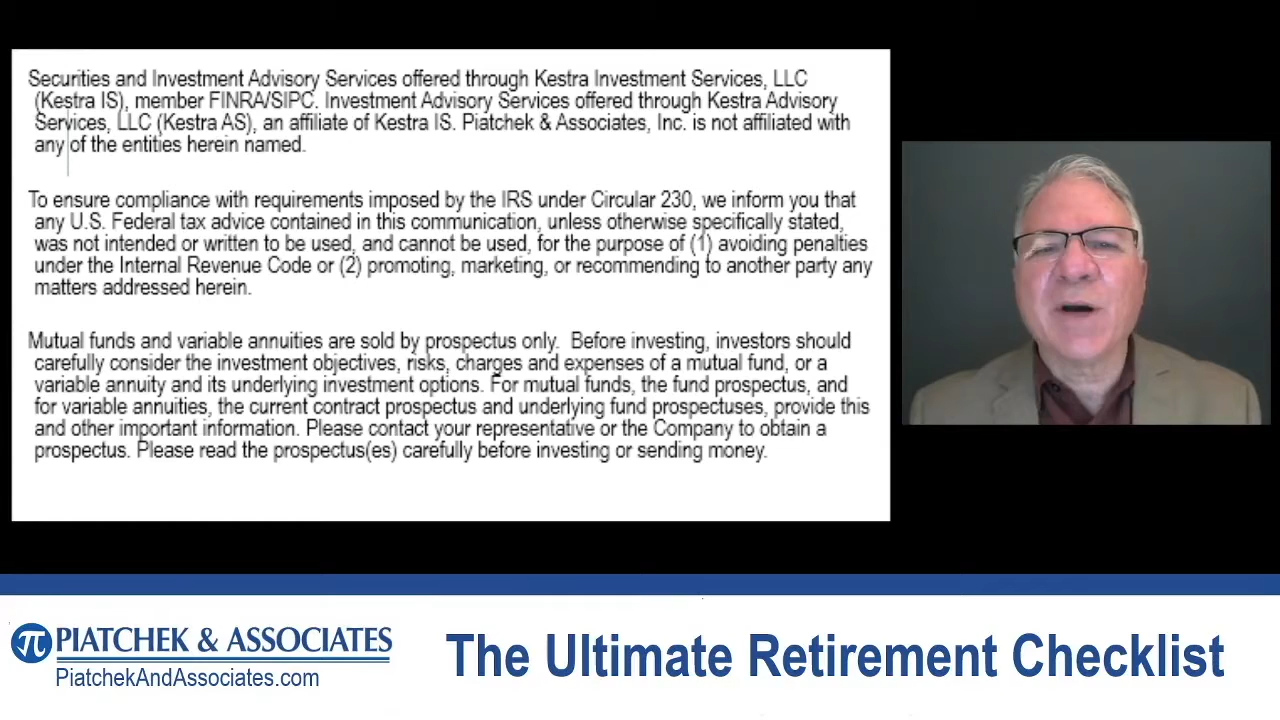 Securities and Investment Advisory Services offered through Kestra Investment Services, LLC
(Kestra IS), member FINRA/SIPC. Investment Advisory Services offered through Kestra Advisory
Services, LLC (Kestra AS), an affiliate of Kestra IS. Piatchek & Associates, Inc. is not affiliated with
any of the entities herein named.
To ensure compliance with requirements imposed by the IRS under Circular 230, we inform you that
any U.S. Federal tax advice contained in this communication, unless otherwise specifically stated,
was not intended or written to be used, and cannot be used, for the purpose of (1) avoiding penalties
under the Internal Revenue Code or (2) promoting, marketing, or recommending to another party any
matters addressed herein.
Mutual funds and variable annuities are sold by prospectus only. Before investing, investors should
carefully consider the investment objectives, risks, charges and expenses of a mutual fund, or a
variable annuity and its underlying investment options. For mutual funds, the fund prospectus, and
for variable annuities, the current contract prospectus and underlying fund prospectuses, provide this
and other important information. Please contact your representative or the Company to obtain a
prospectus. Please read the prospectus(es) carefully before investing or sending money.
π PIATCHEK & ASSOCIATES
PiatchekAndAssociates.com
The Ultimate Retirement Checklist